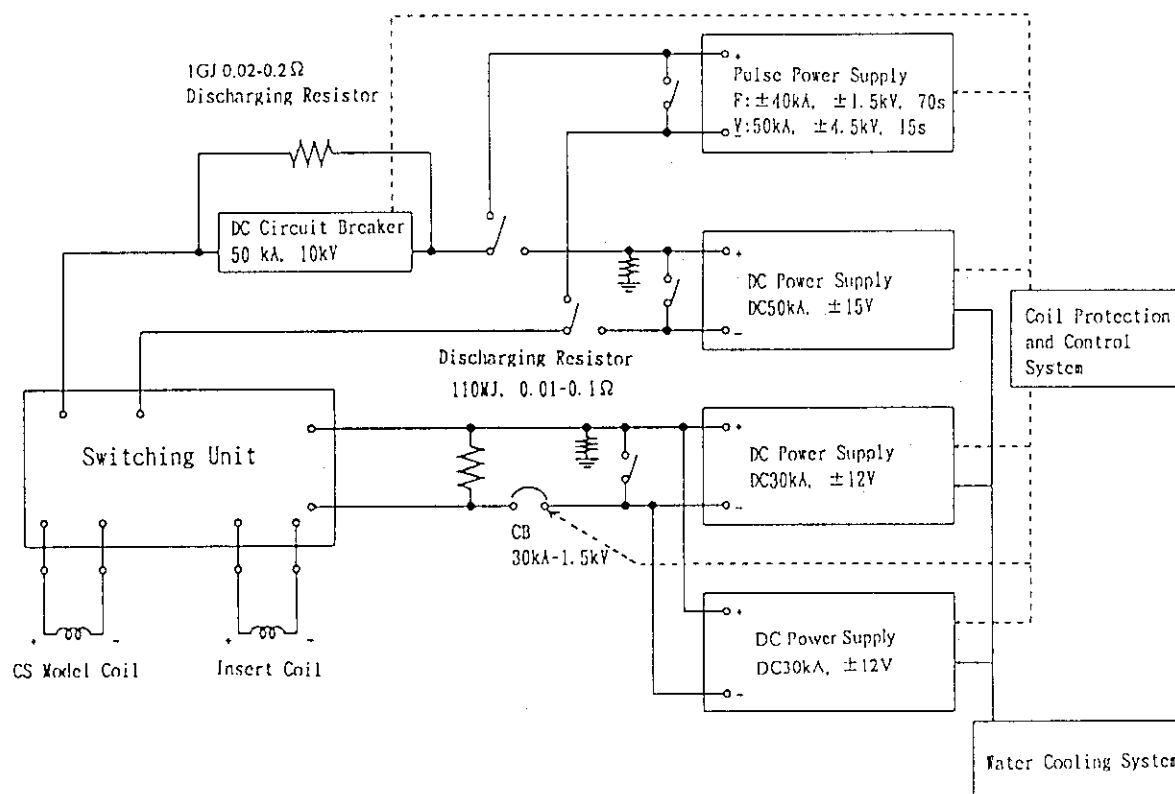 1GJ 0.02-0.2Ω
Discharging Resistor
DC Circuit Breaker
50 kA, 10kV
+
Pulse Power Supply
F:±40kA, ±1.5kV, 70s
V:50kA, ±4.5kV, 15s
-
+
DC Power Supply
DC50kA, ±15V
-
Coil Protection
and Control
System
Discharging Resistor
110MJ, 0.01-0.1Ω
Switching Unit
+
DC Power Supply
DC30kA, ±12V
-
CB
30kA-1.5kV
+
DC Power Supply
DC30kA, ±12V
-
+ -
CS Model Coil
+ -
Insert Coil
Water Cooling System